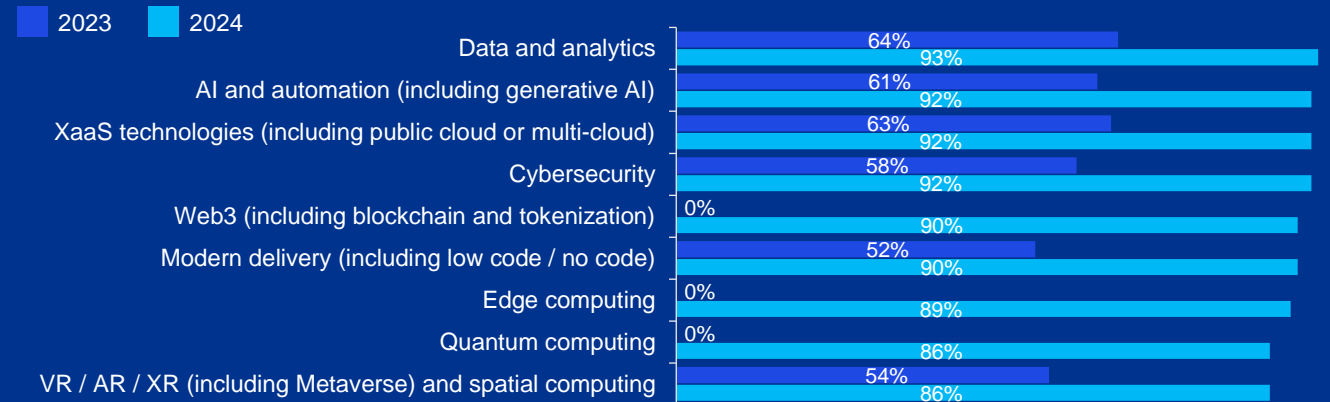 2023 2024
Data and analytics 64%
93%
AI and automation (including generative AI) 61%
92%
XaaS technologies (including public cloud or multi-cloud) 63%
92%
Cybersecurity 58%
92%
Web3 (including blockchain and tokenization) 0%
90%
Modern delivery (including low code / no code) 52%
90%
Edge computing 0%
89%
Quantum computing 0%
86%
VR / AR / XR (including Metaverse) and spatial computing 54%
86%